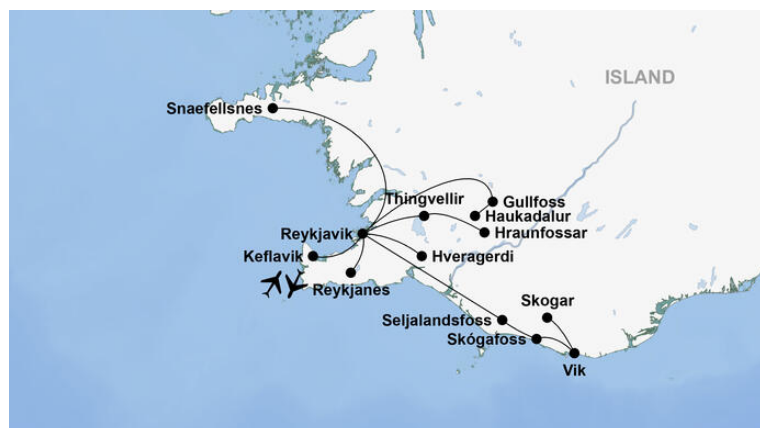 ISLAND
Snaefellsnes
Thingvellir
Gullfoss
Haukadalur
Hraunfossar
Reykjavik
Keflavik
Hveragerdi
Reykjanes
Skogar
Seljalandsfoss
Skógafoss
Vik